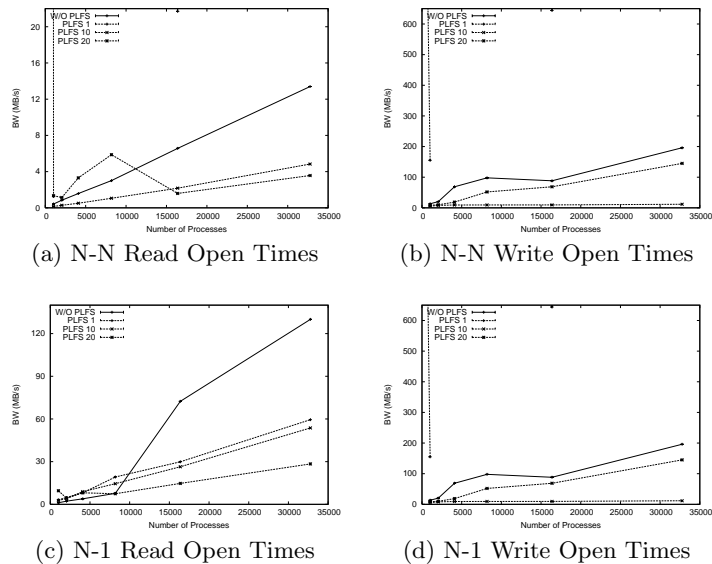 W/O PLFS
PLFS 1
PLFS 10
PLFS 20
22
20
16
12
8
4
0
BW (MB/s)
0 5000 10000 15000 20000 25000 30000 35000
Number of Processes
(a) N-N Read Open Times
W/O PLFS
PLFS 1
PLFS 10
PLFS 20
600
500
400
300
200
100
0
BW (MB/s)
0 5000 10000 15000 20000 25000 30000 35000
Number of Processes
(b) N-N Write Open Times
W/O PLFS
PLFS 1
PLFS 10
PLFS 20
120
90
60
30
0
BW (MB/s)
0 5000 10000 15000 20000 25000 30000 35000
Number of Processes
(c) N-1 Read Open Times
W/O PLFS
PLFS 1
PLFS 10
PLFS 20
600
500
400
300
200
100
0
BW (MB/s)
0 5000 10000 15000 20000 25000 30000 35000
Number of Processes
(d) N-1 Write Open Times